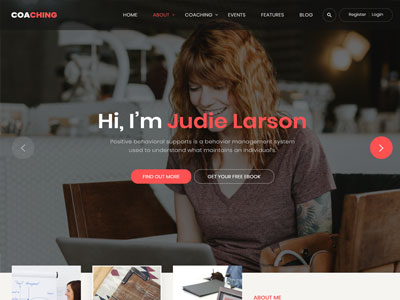 COACHING
HOME ABOUT COACHING EVENTS FEATURES BLOG Register Login
Hi, I'm Judie Larson
Positive behavioral supports is a behavior management system
used to understand what maintains an individual's.
FIND OUT MORE GET YOUR FREE EBOOK
ABOUT ME